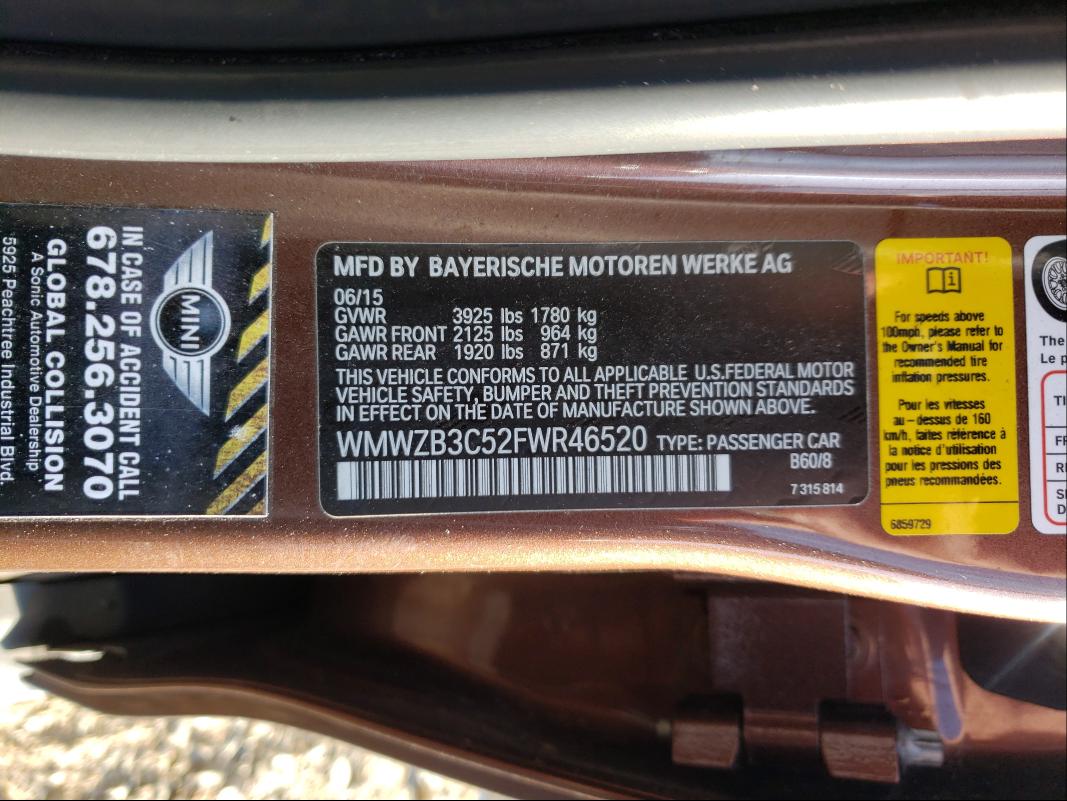 MINI
IN CASE OF ACCIDENT CALL
678.256.3070
GLOBAL COLLISION
A Sonic Automotive Dealership
5925 Peachtree Industrial Blvd.
MFD BY BAYERISCHE MOTOREN WERKE AG
06/15
GVWR 3925 lbs 1780 kg
GAWR FRONT 2125 lbs 964 kg
GAWR REAR 1920 lbs 871 kg
THIS VEHICLE CONFORMS TO ALL APPLICABLE U.S.FEDERAL MOTOR
VEHICLE SAFETY, BUMPER AND THEFT PREVENTION STANDARDS
IN EFFECT ON THE DATE OF MANUFACTURE SHOWN ABOVE.
WMWZB3C52FWR46520 TYPE: PASSENGER CAR
B60/8
7 315 814
IMPORTANT!
i
For speeds above
100mph, please refer to
the Owner's Manual for
recommended tire
inflation pressures.
Pour les vitesses
au-dessus de 160
km/h, faites référence à
la notice d'utilisation
pour les pressions des
pneus recommandées.
6859729
The
Le p